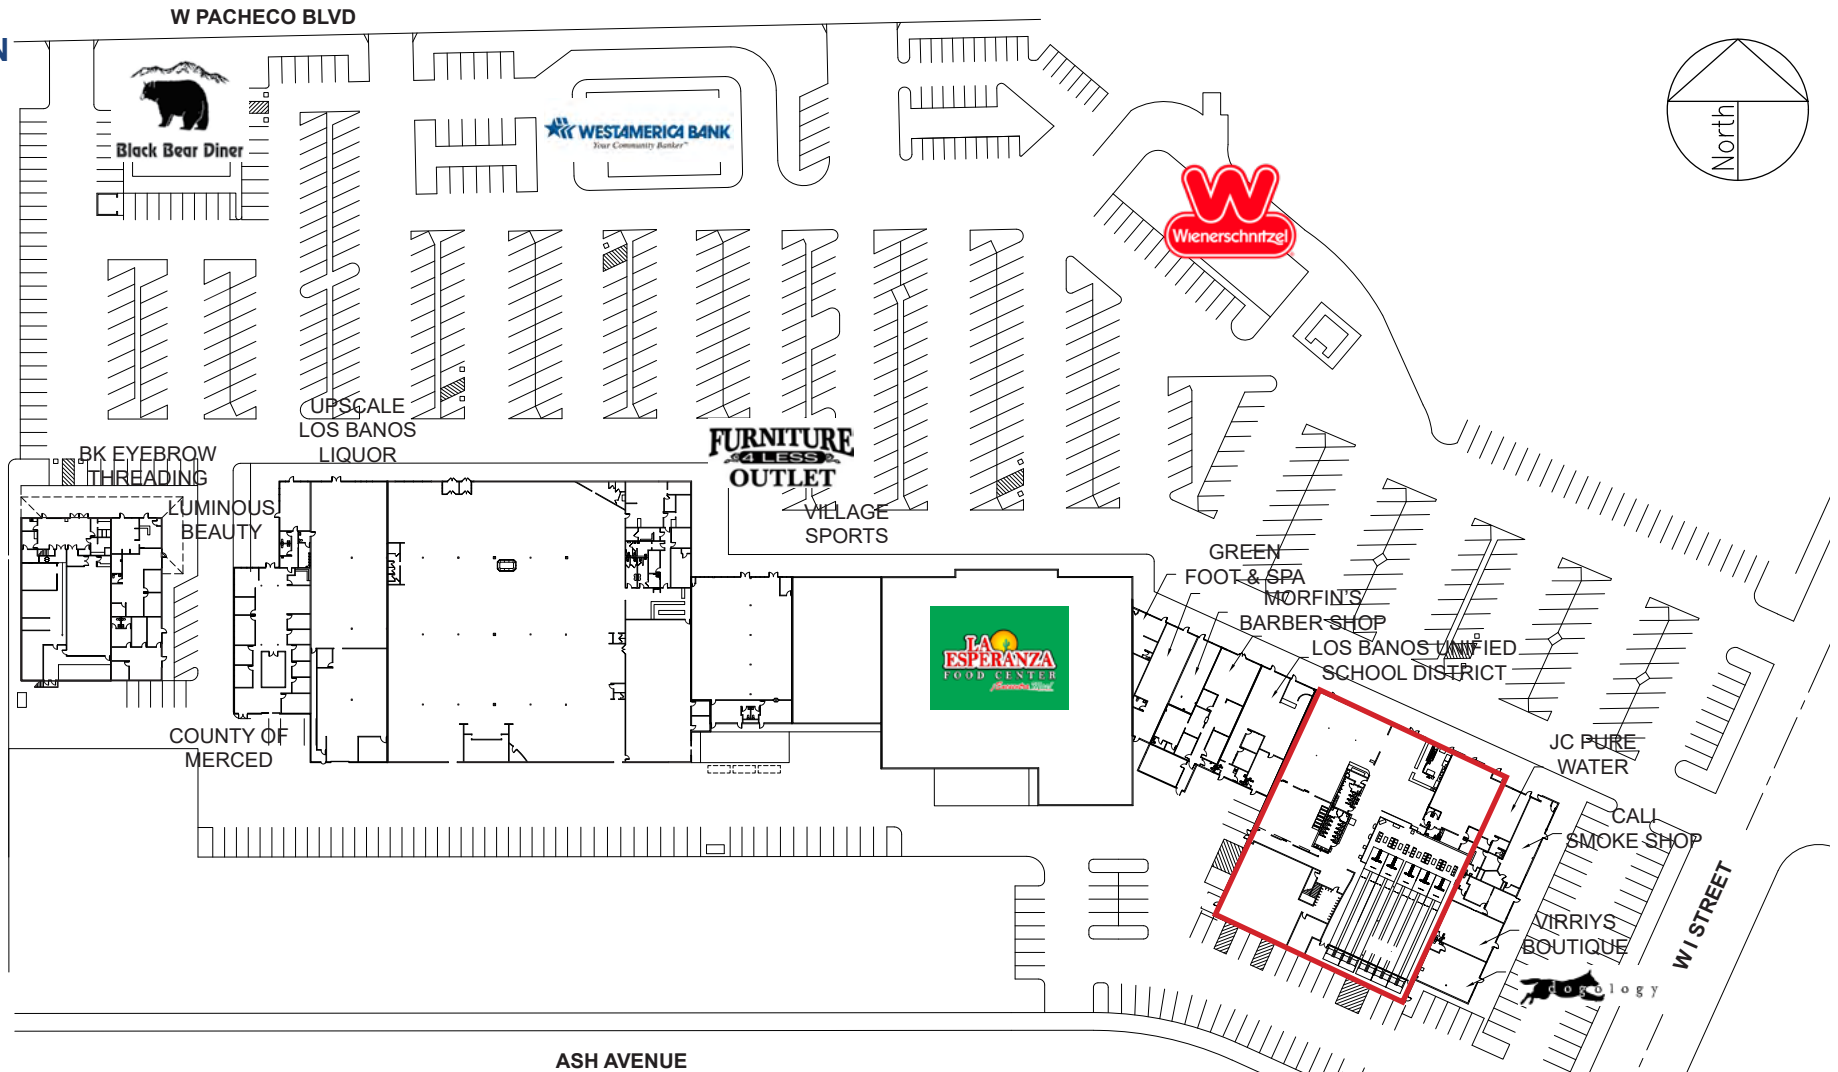 W PACHECO BLVD
N
Black Bear Diner
WESTAMERICA BANK
Your Community Banker
North
W
Wienerschnitzel
UPSCALE
LOS BANOS
LIQUOR
BK EYEBROW
THREADING
LUMINOUS
BEAUTY
FURNITURE
4 LESS
OUTLET
VILLAGE
SPORTS
GREEN
FOOT & SPA
MORFIN'S
BARBER SHOP
LOS BANOS UNIFIED
SCHOOL DISTRICT
LA
ESPERANZA
FOOD CENTER
COUNTY OF
MERCED
JC PURE
WATER
CALI
SMOKE SHOP
VIRRIYS
BOUTIQUE
dogology
W I STREET
ASH AVENUE